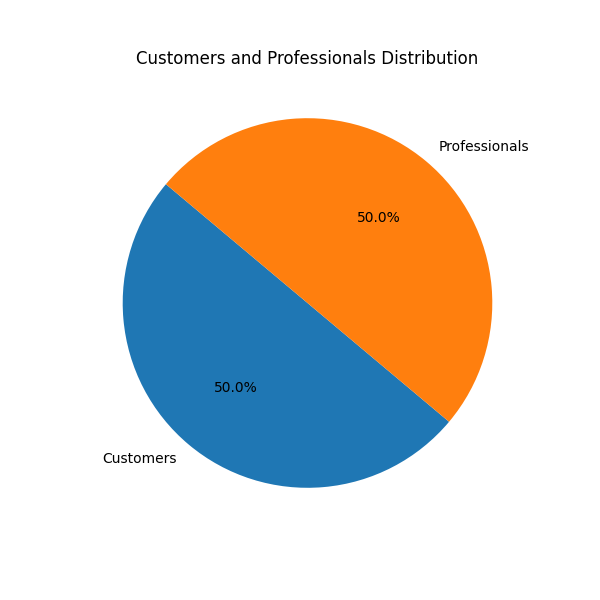 Customers and Professionals Distribution
Professionals
50.0%
50.0%
Customers